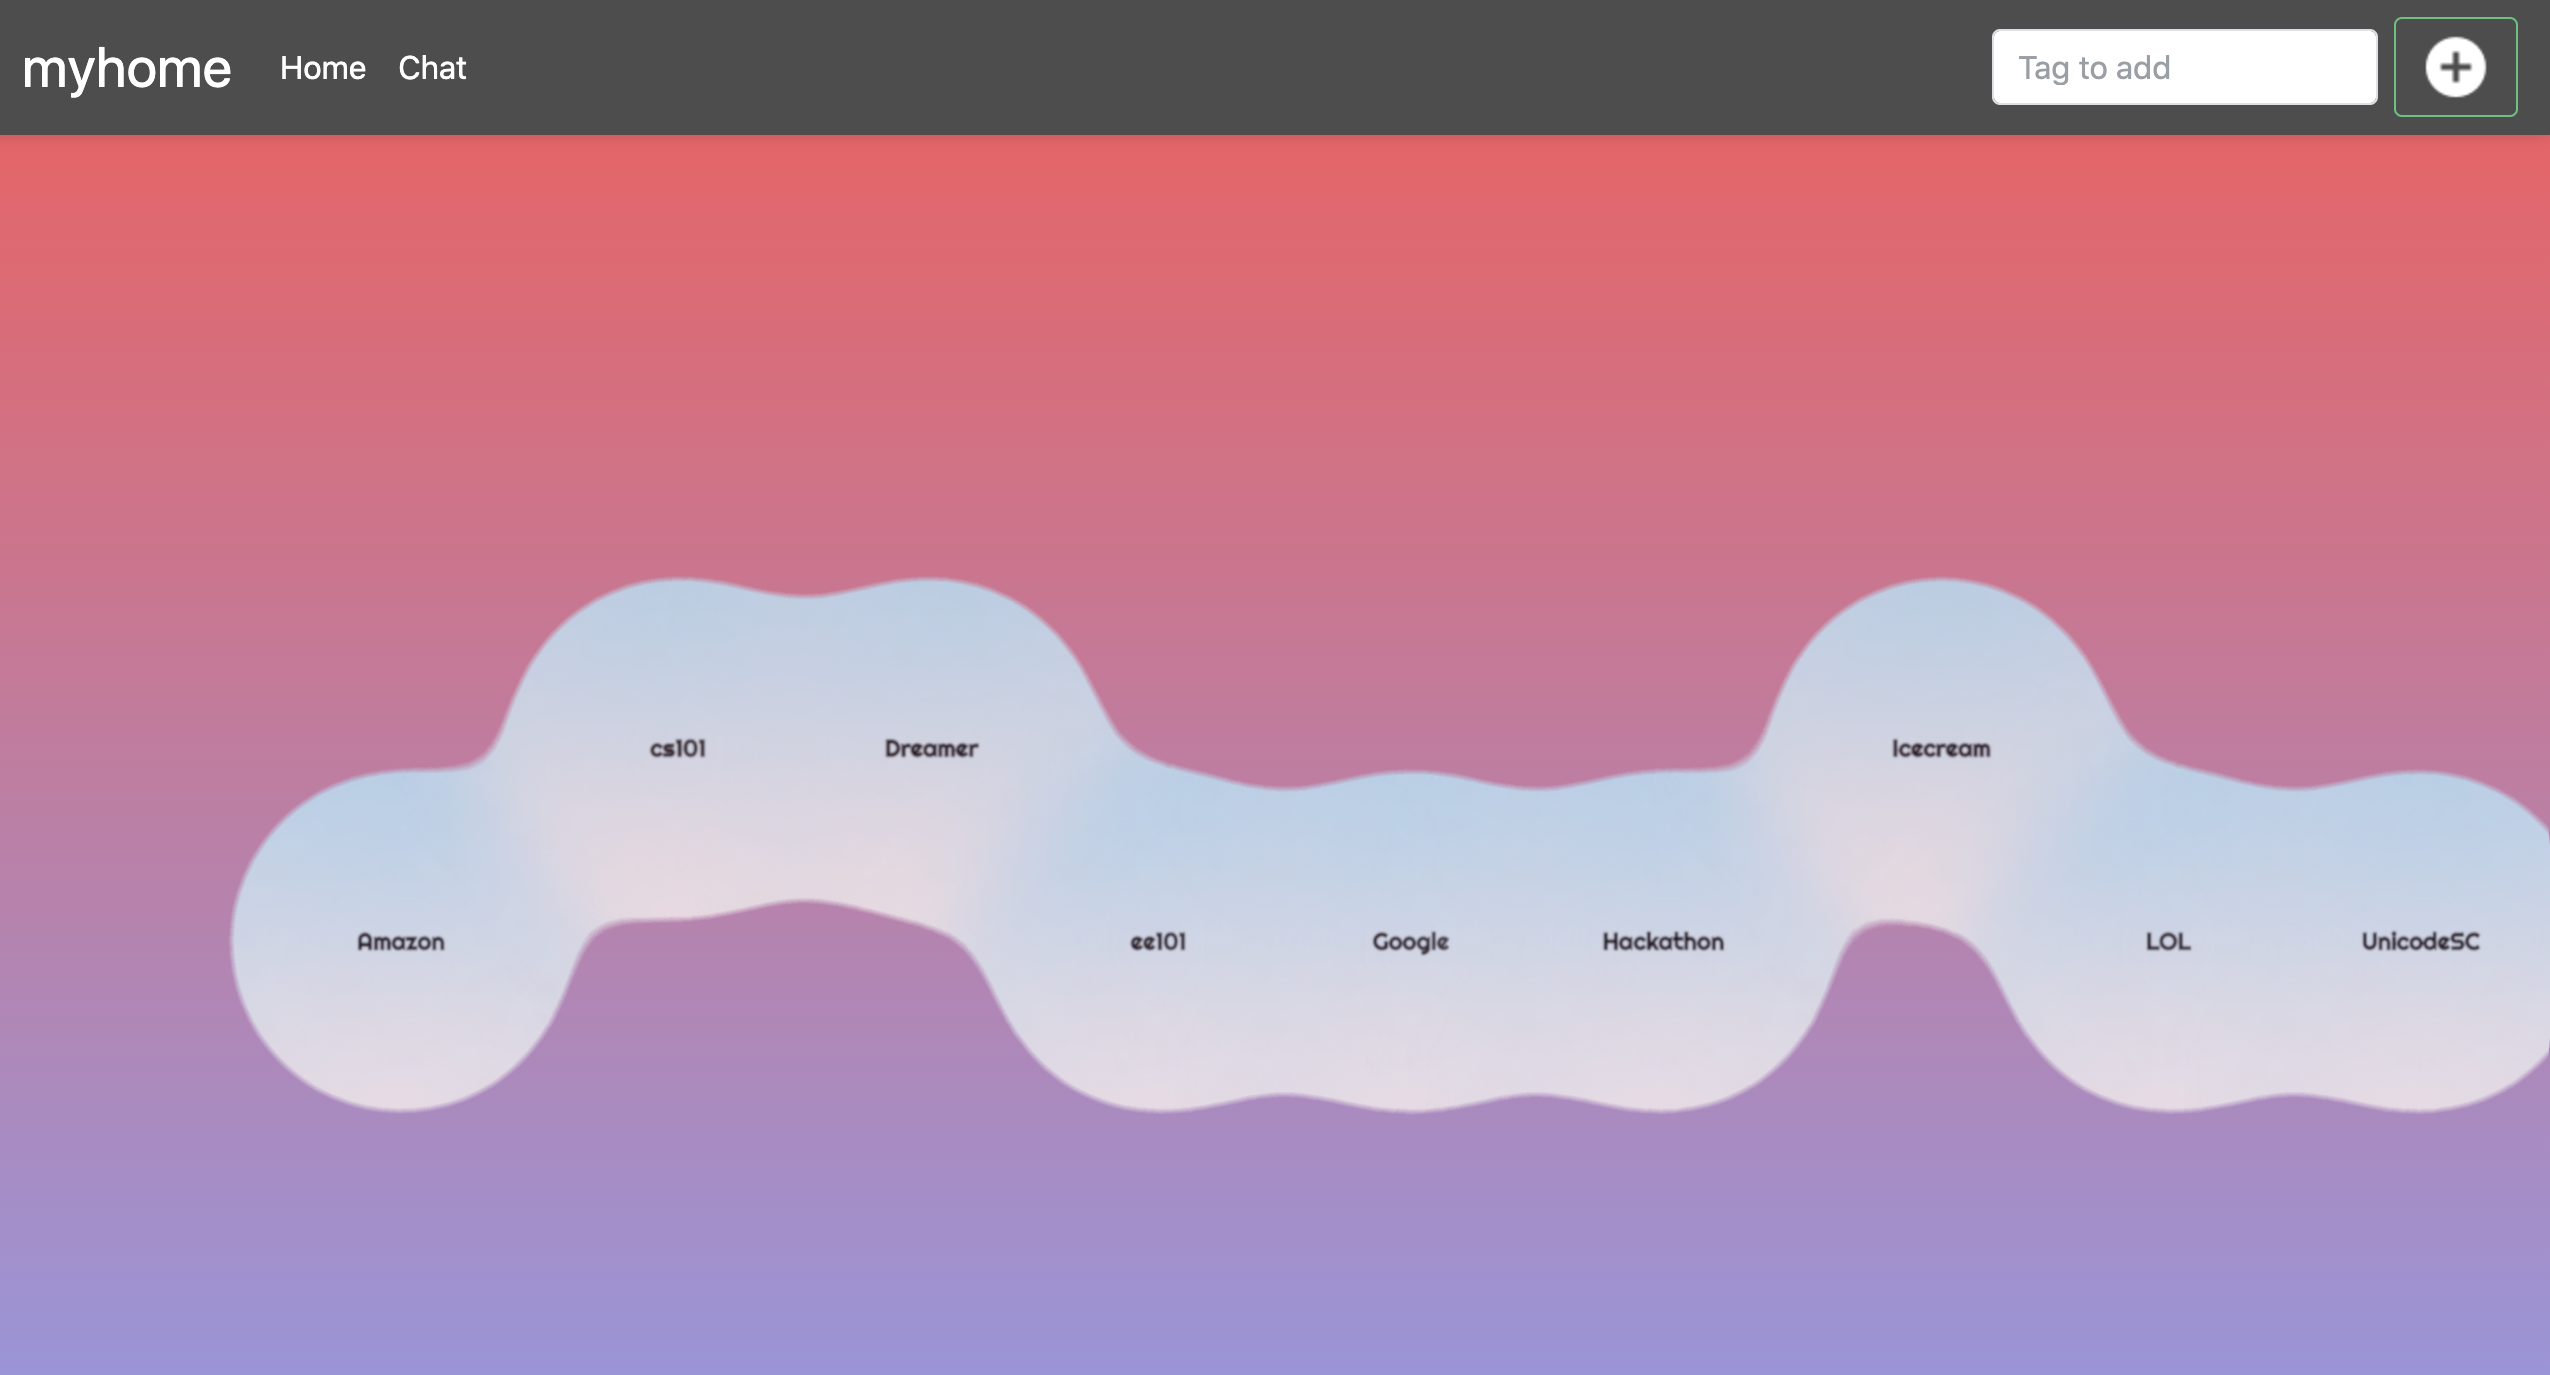 myhome Home Chat Tag to add
cs101 Dreamer Icecream
Amazon ee101 Google Hackathon LOL UnicodeSC